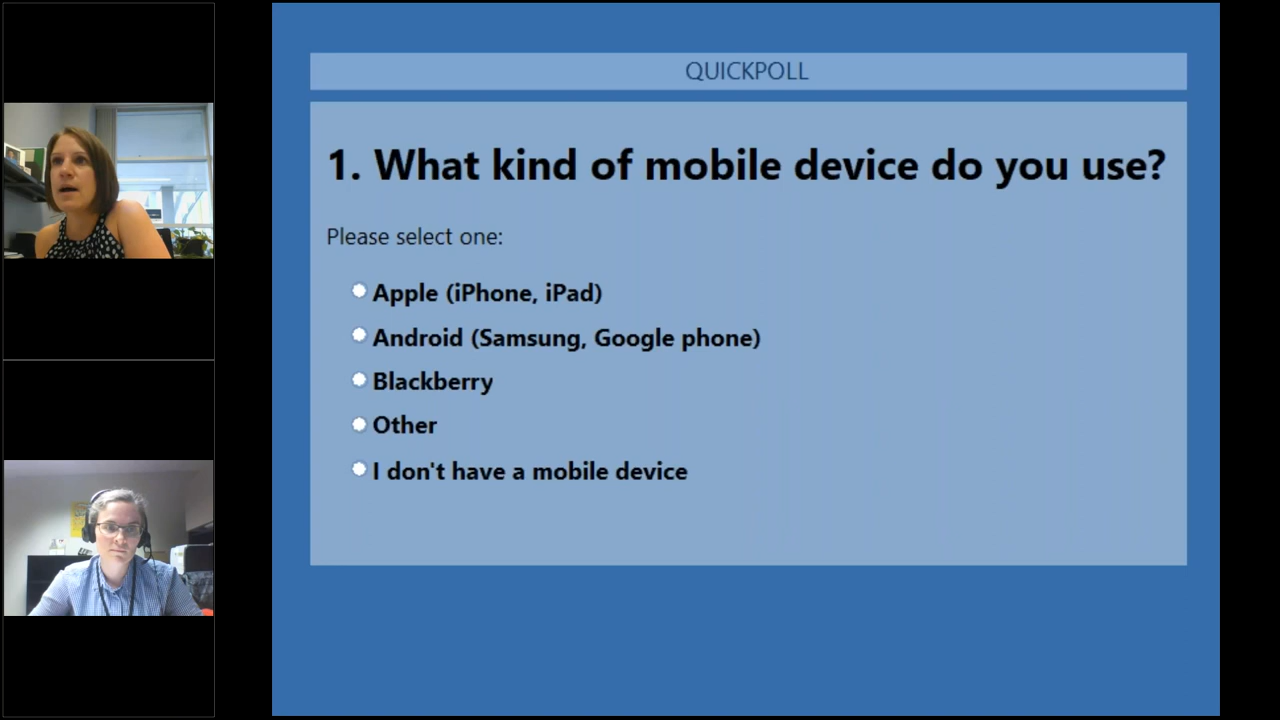 QUICKPOLL
1. What kind of mobile device do you use?
Please select one:
Apple (iPhone, iPad)
Android (Samsung, Google phone)
Blackberry
Other
I don't have a mobile device